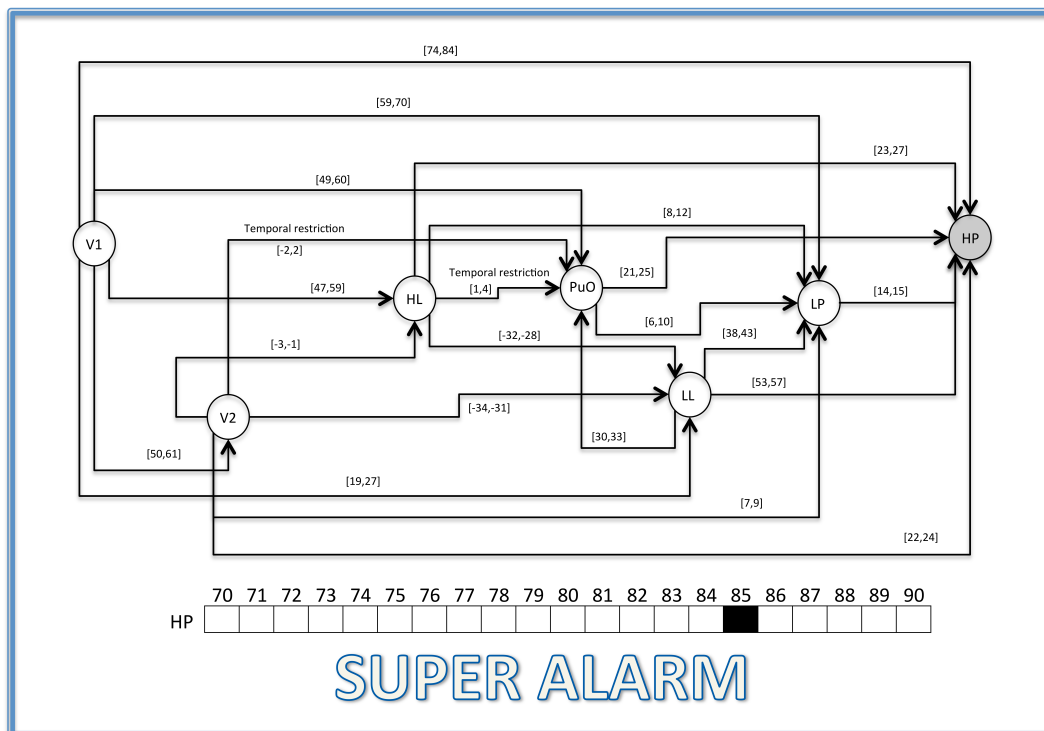 [74,84]
[59,70]
[23,27]
[49,60]
[8,12]
Temporal restriction
[-2,2]
V1
HP
Temporal restriction
[1,4]
[21,25]
PuO
HL
[47,59]
LP
[14,15]
[6,10]
[-32,-28]
[38,43]
[-3,-1]
[53,57]
LL
[-34,-31]
V2
[30,33]
[50,61]
[19,27]
[7,9]
[22,24]
70 71 72 73 74 75 76 77 78 79 80 81 82 83 84 85 86 87 88 89 90
HP
SUPER ALARM